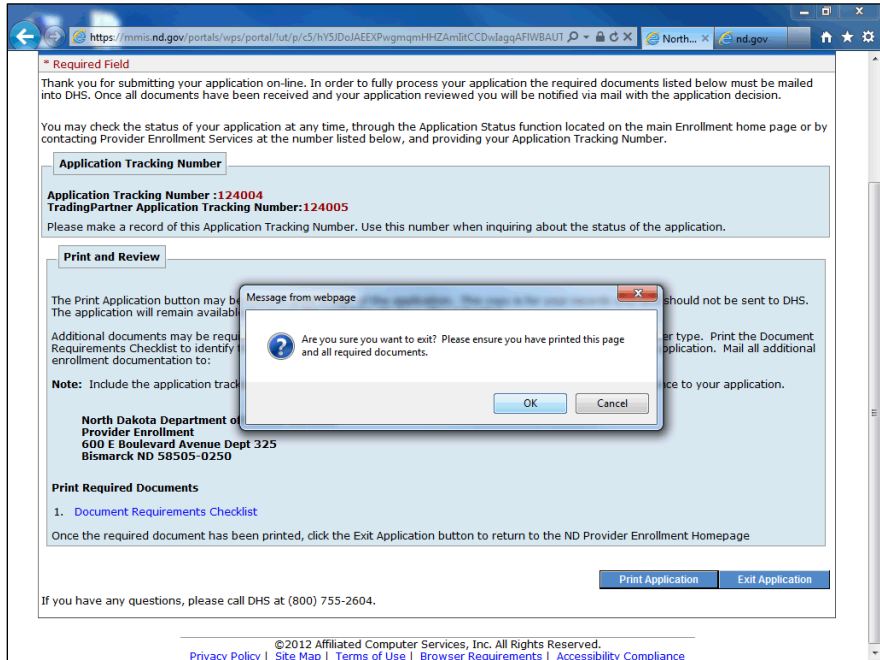 https://mmis.nd.gov/portals/wps/portal/!ut/p/c5/hY5JDoJAEEXPwgmqmHHZAmIitCCDwIagqAFIWBAUT
North...
nd.gov
* Required Field
Thank you for submitting your application on-line. In order to fully process your application the required documents listed below must be mailed
into DHS. Once all documents have been received and your application reviewed you will be notified via mail with the application decision.
You may check the status of your application at any time, through the Application Status function located on the main Enrollment home page or by
contacting Provider Enrollment Services at the number listed below, and providing your Application Tracking Number.
Application Tracking Number
Application Tracking Number :124004
TradingPartner Application Tracking Number:124005
Please make a record of this Application Tracking Number. Use this number when inquiring about the status of the application.
Print and Review
The Print Application button may be should not be sent to DHS.
The application will remain availabl
Additional documents may be requi er type. Print the Document
Requirements Checklist to identify pplication. Mail all additional
enrollment documentation to:
Note: Include the application track ce to your application.
Message from webpage
Are you sure you want to exit? Please ensure you have printed this page
and all required documents.
OK Cancel
North Dakota Department of
Provider Enrollment
600 E Boulevard Avenue Dept 325
Bismarck ND 58505-0250
Print Required Documents
1. Document Requirements Checklist
Once the required document has been printed, click the Exit Application button to return to the ND Provider Enrollment Homepage
Print Application Exit Application
If you have any questions, please call DHS at (800) 755-2604.
©2012 Affiliated Computer Services, Inc. All Rights Reserved.
Privacy Policy | Site Map | Terms of Use | Browser Requirements | Accessibility Compliance